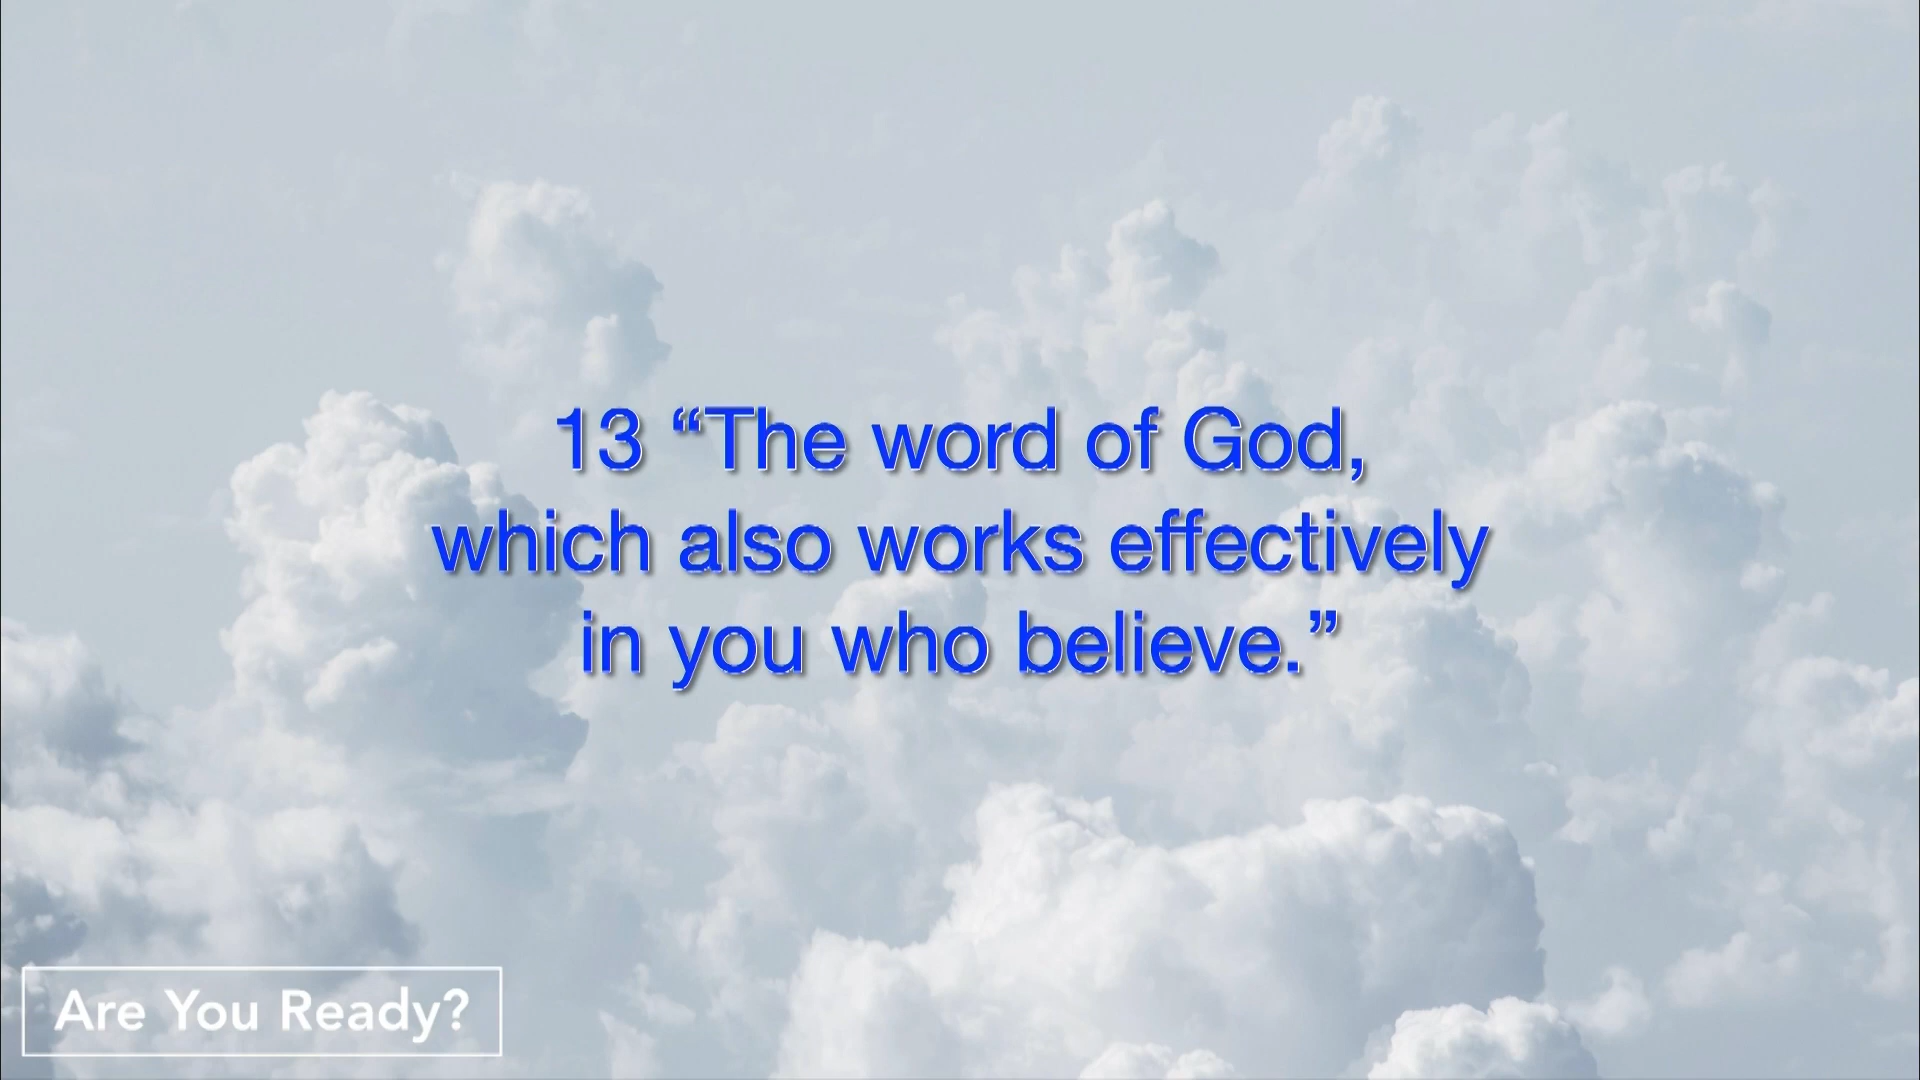 13 “The word of God,
which also works effectively
in you who believe.”
Are You Ready?